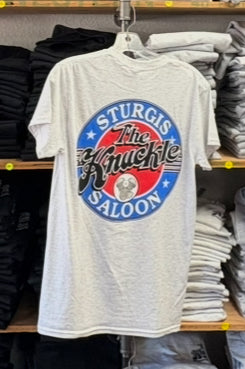 STURGIS
The
Knuckle
SALOON